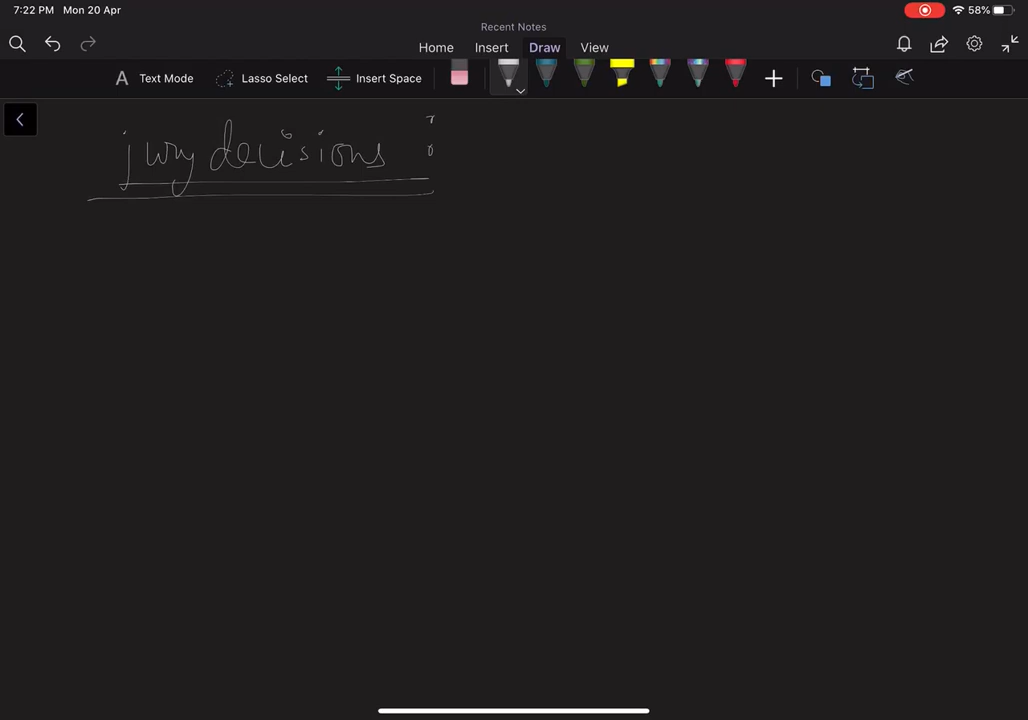 7:22 PM Mon 20 Apr
58%
Recent Notes
Home Insert Draw View
Text Mode Lasso Select Insert Space
jury decisions :